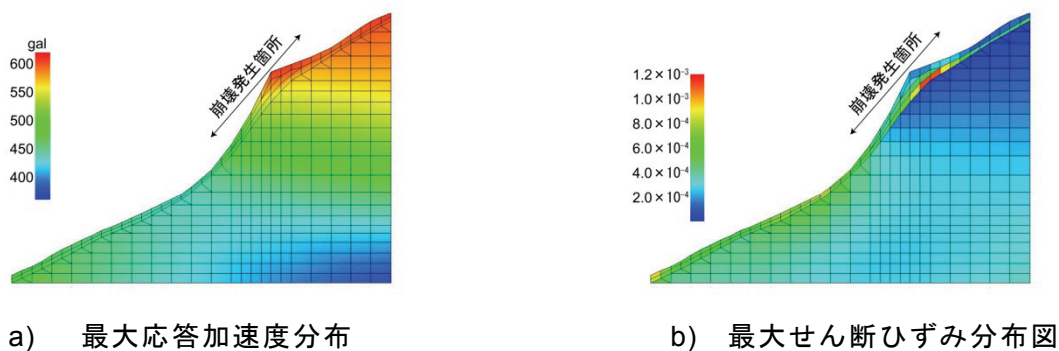 gal
600
550
500
450
400
崩壊発生箇所
1.2×10⁻³
1.0×10⁻³
8.0×10⁻⁴
6.0×10⁻⁴
4.0×10⁻⁴
2.0×10⁻⁴
崩壊発生箇所
a) 最大応答加速度分布
b) 最大せん断ひずみ分布図